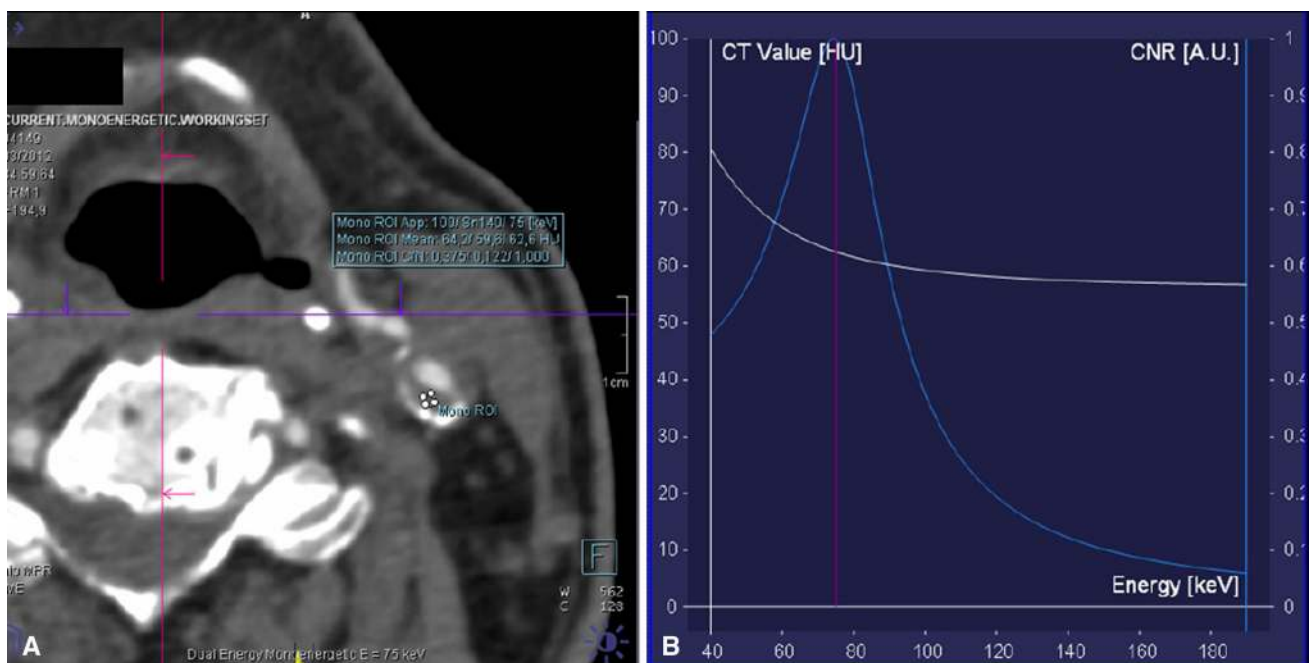 A
CURRENT.MONOENERGETIC.WORKINGSET
Mono ROI App: 100/Sn140/ 75 [keV]
Mono ROI Mean: 64,2/ 59,6/ 62,6 HU
Mono ROI C/N: 0,375/ 0,122/ 1,000
1cm
Mono ROI
F
W 562
C 128
Dual Energy Monoenergetic E = 75 keV
A
CT Value [HU]
CNR [A.U.]
100
90
80
70
60
50
40
30
20
10
0
1
0.9
0.8
0.7
0.6
0.5
0.4
0.3
0.2
0.1
0
Energy [keV]
40
60
80
100
120
140
160
180
B